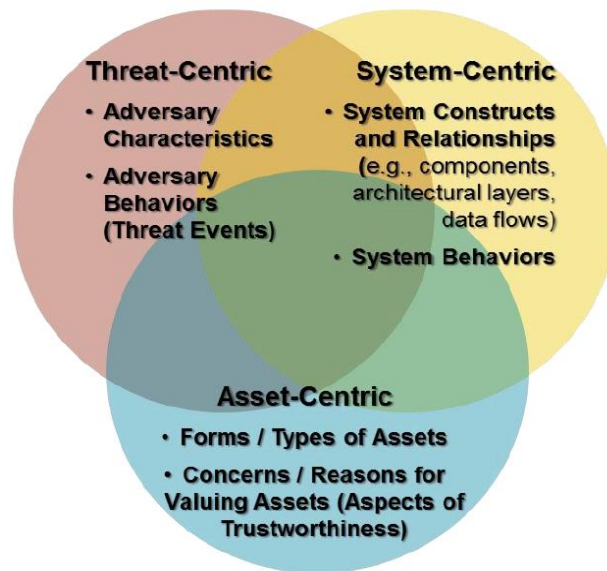 Threat-Centric
• Adversary
Characteristics
• Adversary
Behaviors
(Threat Events)
System-Centric
• System Constructs
and Relationships
(e.g., components,
architectural layers,
data flows)
• System Behaviors
Asset-Centric
• Forms / Types of Assets
• Concerns / Reasons for
Valuing Assets (Aspects of
Trustworthiness)